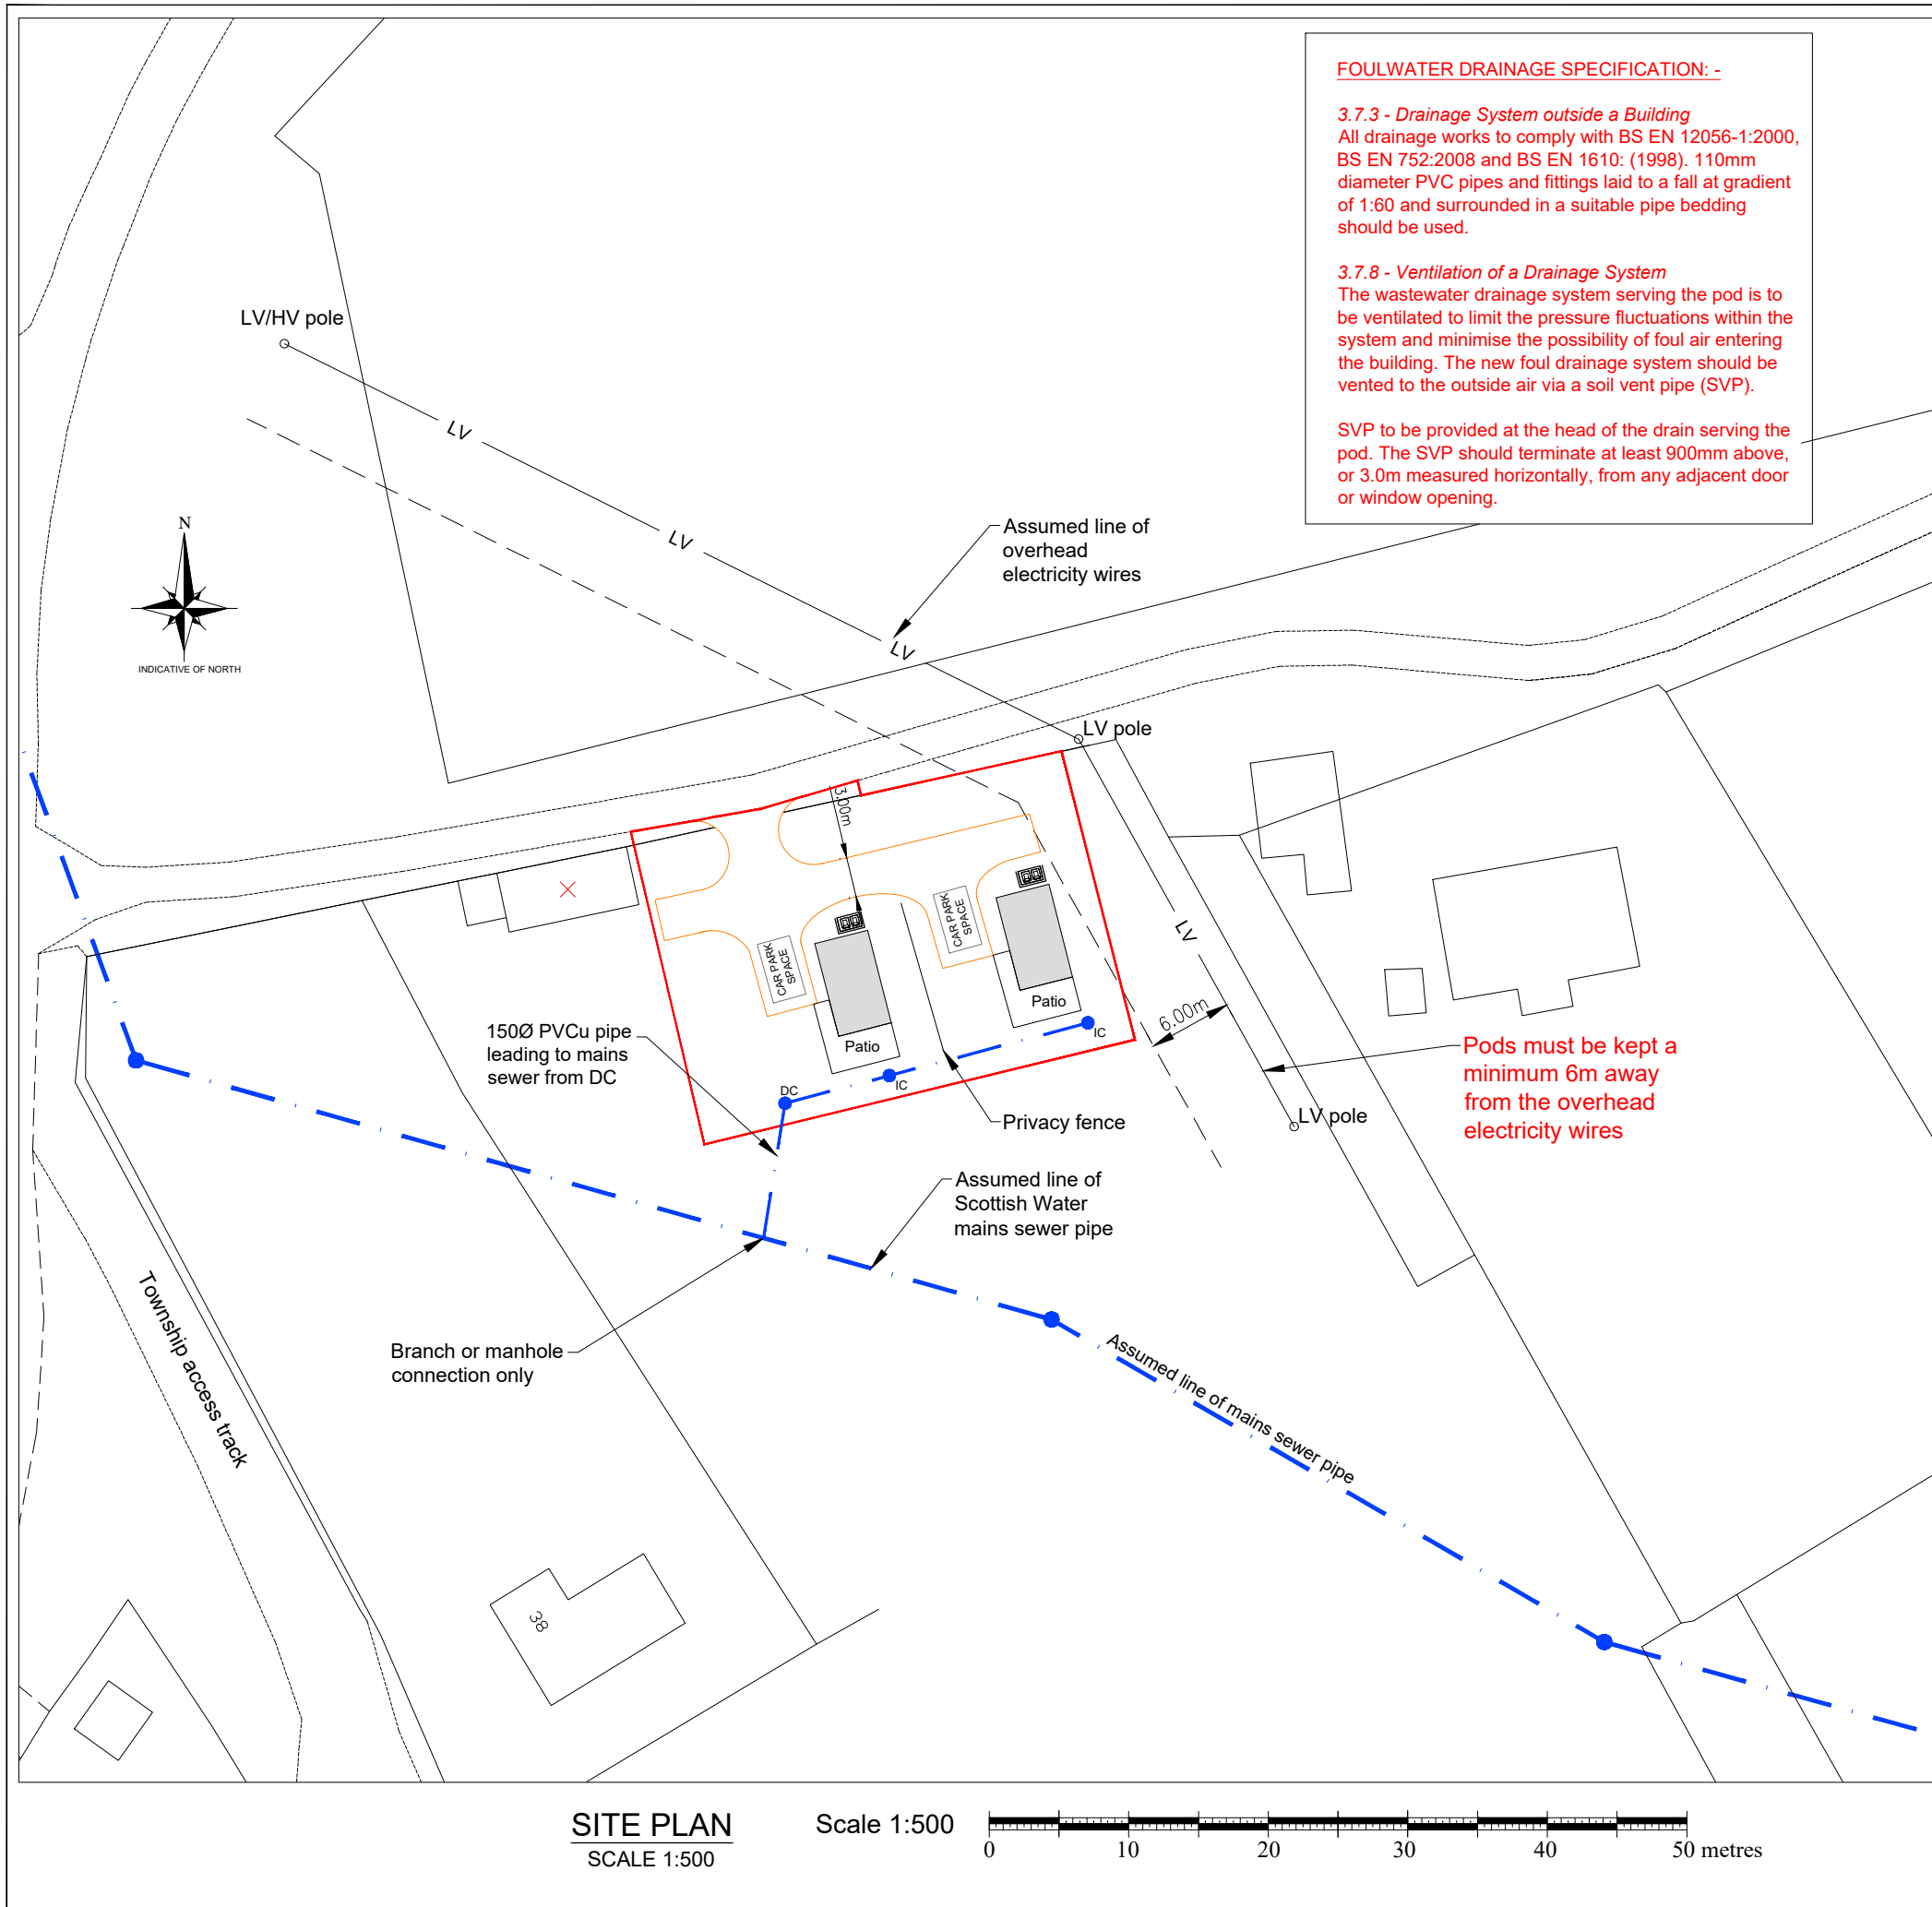 FOULWATER DRAINAGE SPECIFICATION: -
3.7.3 - Drainage System outside a Building
All drainage works to comply with BS EN 12056-1:2000,
BS EN 752:2008 and BS EN 1610: (1998). 110mm
diameter PVC pipes and fittings laid to a fall at gradient
of 1:60 and surrounded in a suitable pipe bedding
should be used.
3.7.8 - Ventilation of a Drainage System
The wastewater drainage system serving the pod is to
be ventilated to limit the pressure fluctuations within the
system and minimise the possibility of foul air entering
the building. The new foul drainage system should be
vented to the outside air via a soil vent pipe (SVP).
SVP to be provided at the head of the drain serving the
pod. The SVP should terminate at least 900mm above,
or 3.0m measured horizontally, from any adjacent door
or window opening.
LV/HV pole
LV
LV
Assumed line of
overhead
electricity wires
LV
N
INDICATIVE OF NORTH
LV pole
3.00m
CAR PARK
SPACE
CAR PARK
SPACE
LV
Patio
Patio
6.00m
IC
IC
DC
150Ø PVCu pipe
leading to mains
sewer from DC
Pods must be kept a
minimum 6m away
from the overhead
electricity wires
Privacy fence
LV pole
Assumed line of
Scottish Water
mains sewer pipe
Township access track
Branch or manhole
connection only
Assumed line of mains sewer pipe
38
SITE PLAN
SCALE 1:500
Scale 1:500
0 10 20 30 40 50 metres